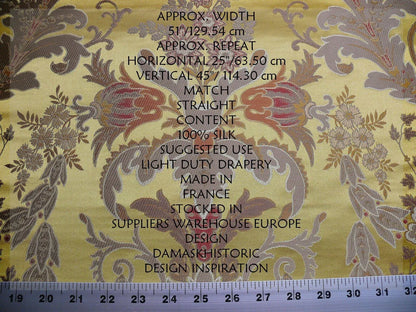 APPROX. WIDTH
51"/129.54 cm
APPROX. REPEAT
HORIZONTAL 25"/63.50 cm
VERTICAL 45"/ 114.30 cm
MATCH
STRAIGHT
CONTENT
100% SILK
SUGGESTED USE
LIGHT DUTY DRAPERY
MADE IN
FRANCE
STOCKED IN
SUPPLIERS WAREHOUSE EUROPE
DESIGN
DAMASKHISTORIC
DESIGN INSPIRATION
19 20 21 22 23 24 25 26 27 28 29 30 31 32